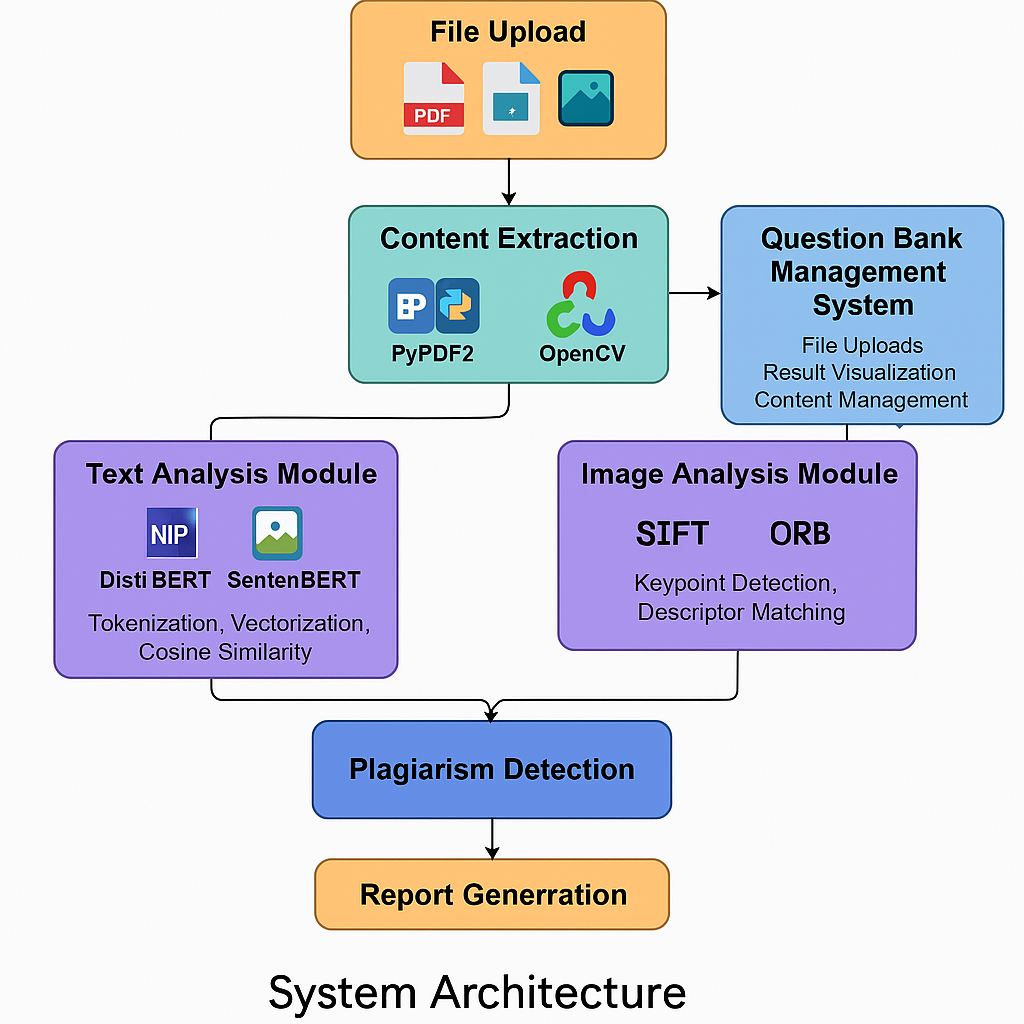 File Upload
PDF
Content Extraction
PyPDF2
OpenCV
Question Bank
Management
System
File Uploads
Result Visualization
Content Management
Text Analysis Module
NIP
Disti BERT
SentenBERT
Tokenization, Vectorization,
Cosine Similarity
Image Analysis Module
SIFT
ORB
Keypoint Detection,
Descriptor Matching
Plagiarism Detection
Report Generration
System Architecture